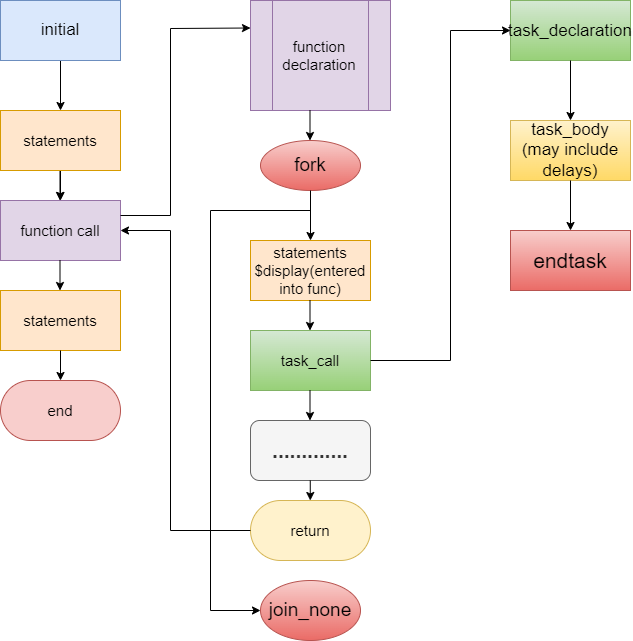 initial
statements
function call
statements
end
function
declaration
fork
statements
$display(entered
into func)
task_call
.............
return
join_none
task_declaration
task_body
(may include
delays)
endtask